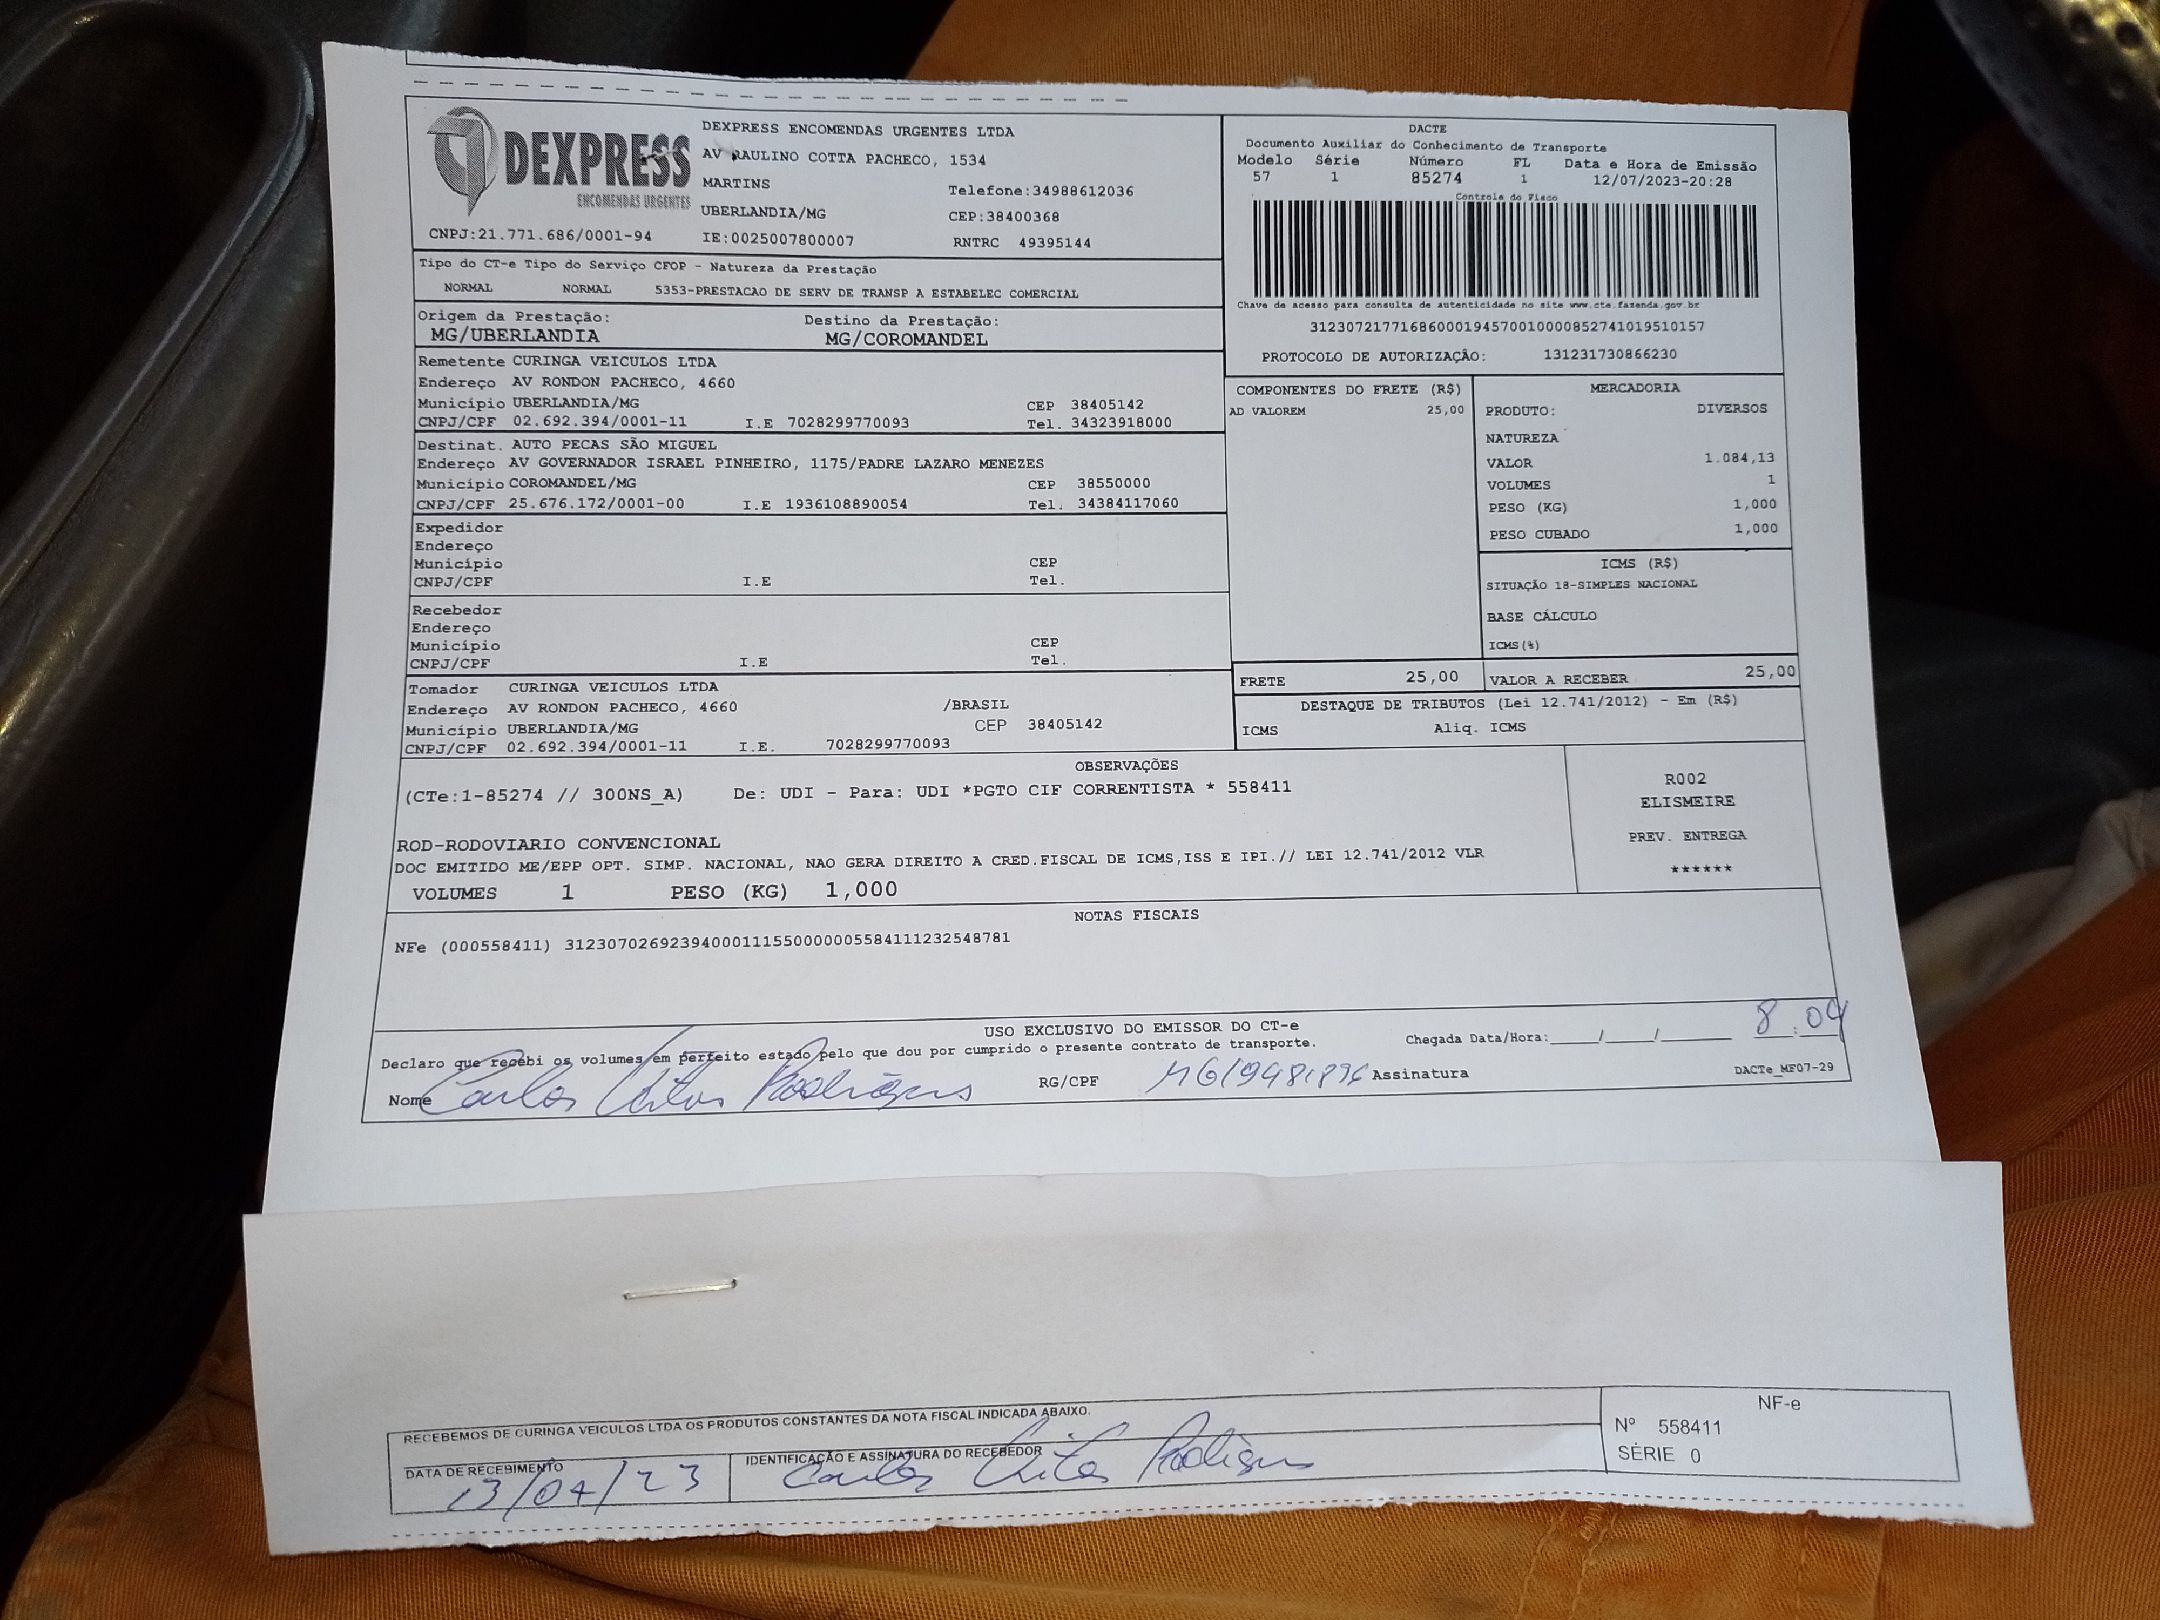 DEXPRESS
ENCOMENDAS URGENTES
CNPJ:21.771.686/0001-94
DEXPRESS ENCOMENDAS URGENTES LTDA
AV PAULINO COTTA PACHECO, 1534
MARTINS
Telefone:34988612036
UBERLANDIA/MG
CEP:38400368
IE:0025007800007
RNTRC 49395144
DACTE
Documento Auxiliar do Conhecimento de Transporte
Modelo Série Número FL Data e Hora de Emissão
57 1 85274 1 12/07/2023-20:28
Controle do Fisco
Chave de acesso para consulta de autenticidade no site www.cte.fazenda.gov.br
31230721771686000194570010000852741019510157
PROTOCOLO DE AUTORIZAÇÃO: 131231730866230
Tipo do CT-e Tipo do Serviço CFOP - Natureza da Prestação
NORMAL NORMAL 5353-PRESTACAO DE SERV DE TRANSP A ESTABELEC COMERCIAL
Origem da Prestação: Destino da Prestação:
MG/UBERLANDIA MG/COROMANDEL
Remetente CURINGA VEICULOS LTDA
Endereço AV RONDON PACHECO, 4660
Município UBERLANDIA/MG CEP 38405142
CNPJ/CPF 02.692.394/0001-11 I.E 7028299770093 Tel. 34323918000
Destinat. AUTO PECAS SÃO MIGUEL
Endereço AV GOVERNADOR ISRAEL PINHEIRO, 1175/PADRE LAZARO MENEZES
Município COROMANDEL/MG CEP 38550000
CNPJ/CPF 25.676.172/0001-00 I.E 1936108890054 Tel. 34384117060
Expedidor
Endereço
Município CEP
CNPJ/CPF I.E Tel.
Recebedor
Endereço
Município CEP
CNPJ/CPF I.E Tel.
Tomador CURINGA VEICULOS LTDA
Endereço AV RONDON PACHECO, 4660 /BRASIL
Município UBERLANDIA/MG CEP 38405142
CNPJ/CPF 02.692.394/0001-11 I.E. 7028299770093
COMPONENTES DO FRETE (R$)
AD VALOREM 25,00
MERCADORIA
PRODUTO: DIVERSOS
NATUREZA
VALOR 1.084,13
VOLUMES 1
PESO (KG) 1,000
PESO CUBADO 1,000
ICMS (R$)
SITUAÇÃO 18-SIMPLES NACIONAL
BASE CÁLCULO
ICMS(%)
FRETE 25,00 VALOR A RECEBER 25,00
DESTAQUE DE TRIBUTOS (Lei 12.741/2012) - Em (R$)
ICMS Aliq. ICMS
OBSERVAÇÕES
(CTe:1-85274 // 300NS_A) De: UDI - Para: UDI *PGTO CIF CORRENTISTA * 558411
ROD-RODOVIARIO CONVENCIONAL
DOC EMITIDO ME/EPP OPT. SIMP. NACIONAL, NAO GERA DIREITO A CRED.FISCAL DE ICMS,ISS E IPI.// LEI 12.741/2012 VLR
VOLUMES 1 PESO (KG) 1,000
R002
ELISMEIRE
PREV. ENTREGA
******
NOTAS FISCAIS
NFe (000558411) 31230702692394000111550000005584111232548781
USO EXCLUSIVO DO EMISSOR DO CT-e
Declaro que recebi os volumes em perfeito estado pelo que dou por cumprido o presente contrato de transporte.
Chegada Data/Hora:____/____/______ 8:04
Nome Carlos Rodrigues RG/CPF Assinatura
DACTe_MF07-29
RECEBEMOS DE CURINGA VEICULOS LTDA OS PRODUTOS CONSTANTES DA NOTA FISCAL INDICADA ABAIXO.
DATA DE RECEBIMENTO IDENTIFICAÇÃO E ASSINATURA DO RECEBEDOR
13/07/23 Carlos Rodrigues
NF-e
Nº 558411
SÉRIE 0